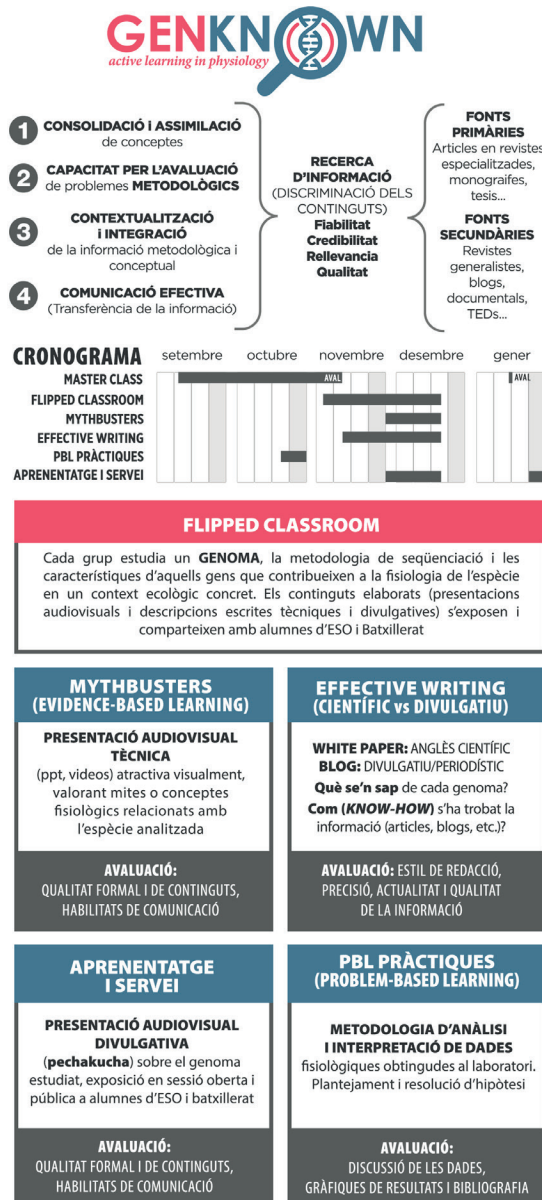 GENKNOWN
active learning in physiology
1 CONSOLIDACIÓ i ASSIMILACIÓ
de conceptes
2 CAPACITAT PER L'AVALUACIÓ
de problemes METODOLÒGICS
3 CONTEXTUALITZACIÓ
i INTEGRACIÓ
de la informació metodològica i
conceptual
4 COMUNICACIÓ EFECTIVA
(Transferència de la informació)
RECERCA
D'INFORMACIÓ
(DISCRIMINACIÓ DELS
CONTINGUTS)
Fiabilitat
Credibilitat
Rellevancia
Qualitat
FONTS
PRIMÀRIES
Articles en revistes
especialitzades,
monograifes,
tesis...
FONTS
SECUNDÀRIES
Revistes
generalistes,
blogs,
documentals,
TEDs...
CRONOGRAMA setembre octubre novembre desembre gener
MASTER CLASS AVAL AVAL
FLIPPED CLASSROOM
MYTHBUSTERS
EFFECTIVE WRITING
PBL PRÀCTIQUES
APRENENTATGE I SERVEI
FLIPPED CLASSROOM
Cada grup estudia un GENOMA, la metodologia de seqüenciació i les
característiques d'aquells gens que contribueixen a la fisiologia de l'espècie
en un context ecològic concret. Els continguts elaborats (presentacions
audiovisuals i descripcions escrites tècniques i divulgatives) s'exposen i
comparteixen amb alumnes d'ESO i Batxillerat
MYTHBUSTERS
(EVIDENCE-BASED LEARNING)
PRESENTACIÓ AUDIOVISUAL
TÈCNICA
(ppt, videos) atractiva visualment,
valorant mites o conceptes
fisiològics relacionats amb
l'espècie analitzada
AVALUACIÓ:
QUALITAT FORMAL I DE CONTINGUTS,
HABILITATS DE COMUNICACIÓ
EFFECTIVE WRITING
(CIENTÍFIC vs DIVULGATIU)
WHITE PAPER: ANGLÈS CIENTÍFIC
BLOG: DIVULGATIU/PERIODÍSTIC
Què se'n sap de cada genoma?
Com (KNOW-HOW) s'ha trobat la
informació (articles, blogs, etc.)?
AVALUACIÓ: ESTIL DE REDACCIÓ,
PRECISIÓ, ACTUALITAT I QUALITAT
DE LA INFORMACIÓ
APRENENTATGE
I SERVEI
PRESENTACIÓ AUDIOVISUAL
DIVULGATIVA
(pechakucha) sobre el genoma
estudiat, exposició en sessió oberta i
pública a alumnes d'ESO i batxillerat
AVALUACIÓ:
QUALITAT FORMAL I DE CONTINGUTS,
HABILITATS DE COMUNICACIÓ
PBL PRÀCTIQUES
(PROBLEM-BASED LEARNING)
METODOLOGIA D'ANÀLISI
I INTERPRETACIÓ DE DADES
fisiològiques obtingudes al laboratori.
Plantejament i resolució d'hipòtesi
AVALUACIÓ:
DISCUSSIÓ DE LES DADES,
GRÀFIQUES DE RESULTATS I BIBLIOGRAFIA